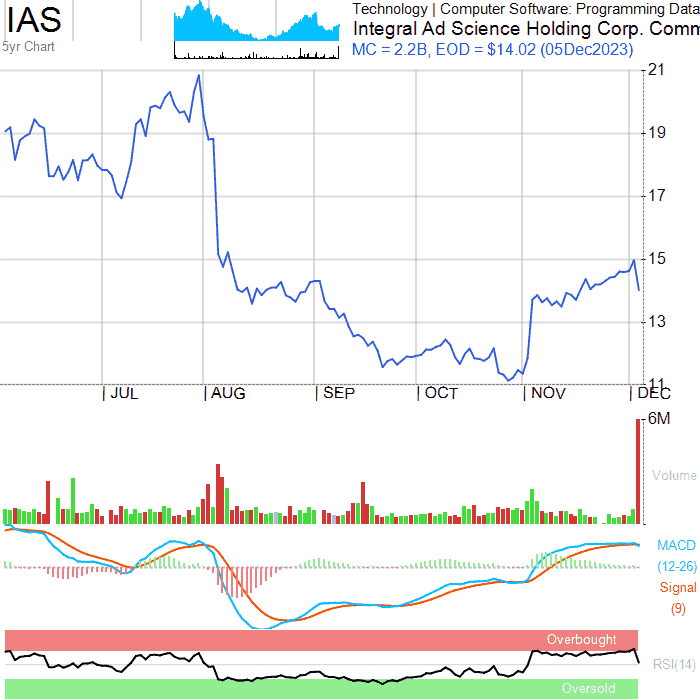 IAS
5yr Chart
Technology | Computer Software: Programming Data
Integral Ad Science Holding Corp. Comm
MC = 2.2B, EOD = $14.02 (05Dec2023)
21
19
17
15
13
11
JUL AUG SEP OCT NOV DEC
6M
Volume
MACD
(12-26)
Signal
(9)
Overbought
RSI(14)
Oversold